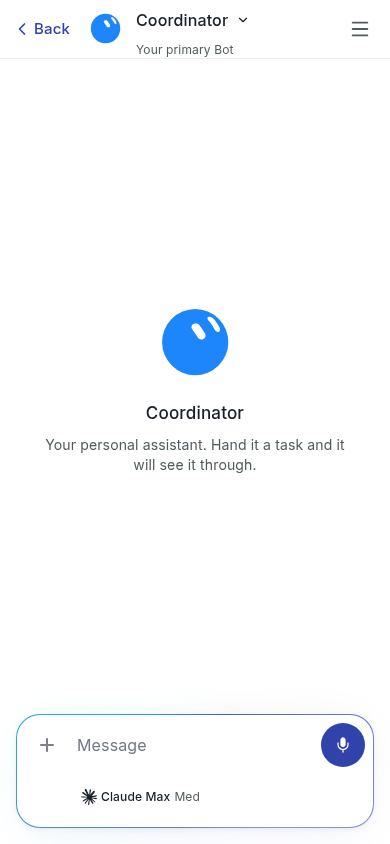 Back
Coordinator
Your primary Bot
Coordinator
Your personal assistant. Hand it a task and it
will see it through.
Message
Claude Max Med